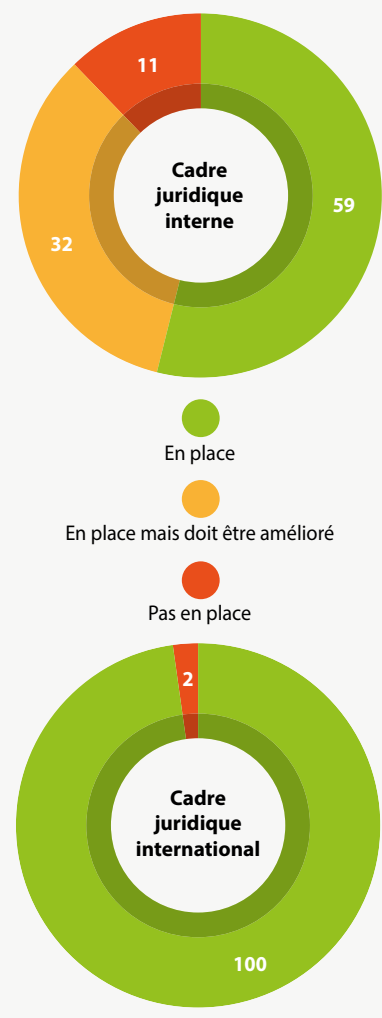 11
Cadre
juridique
interne
59
32
En place
En place mais doit être amélioré
Pas en place
2
Cadre
juridique
international
100